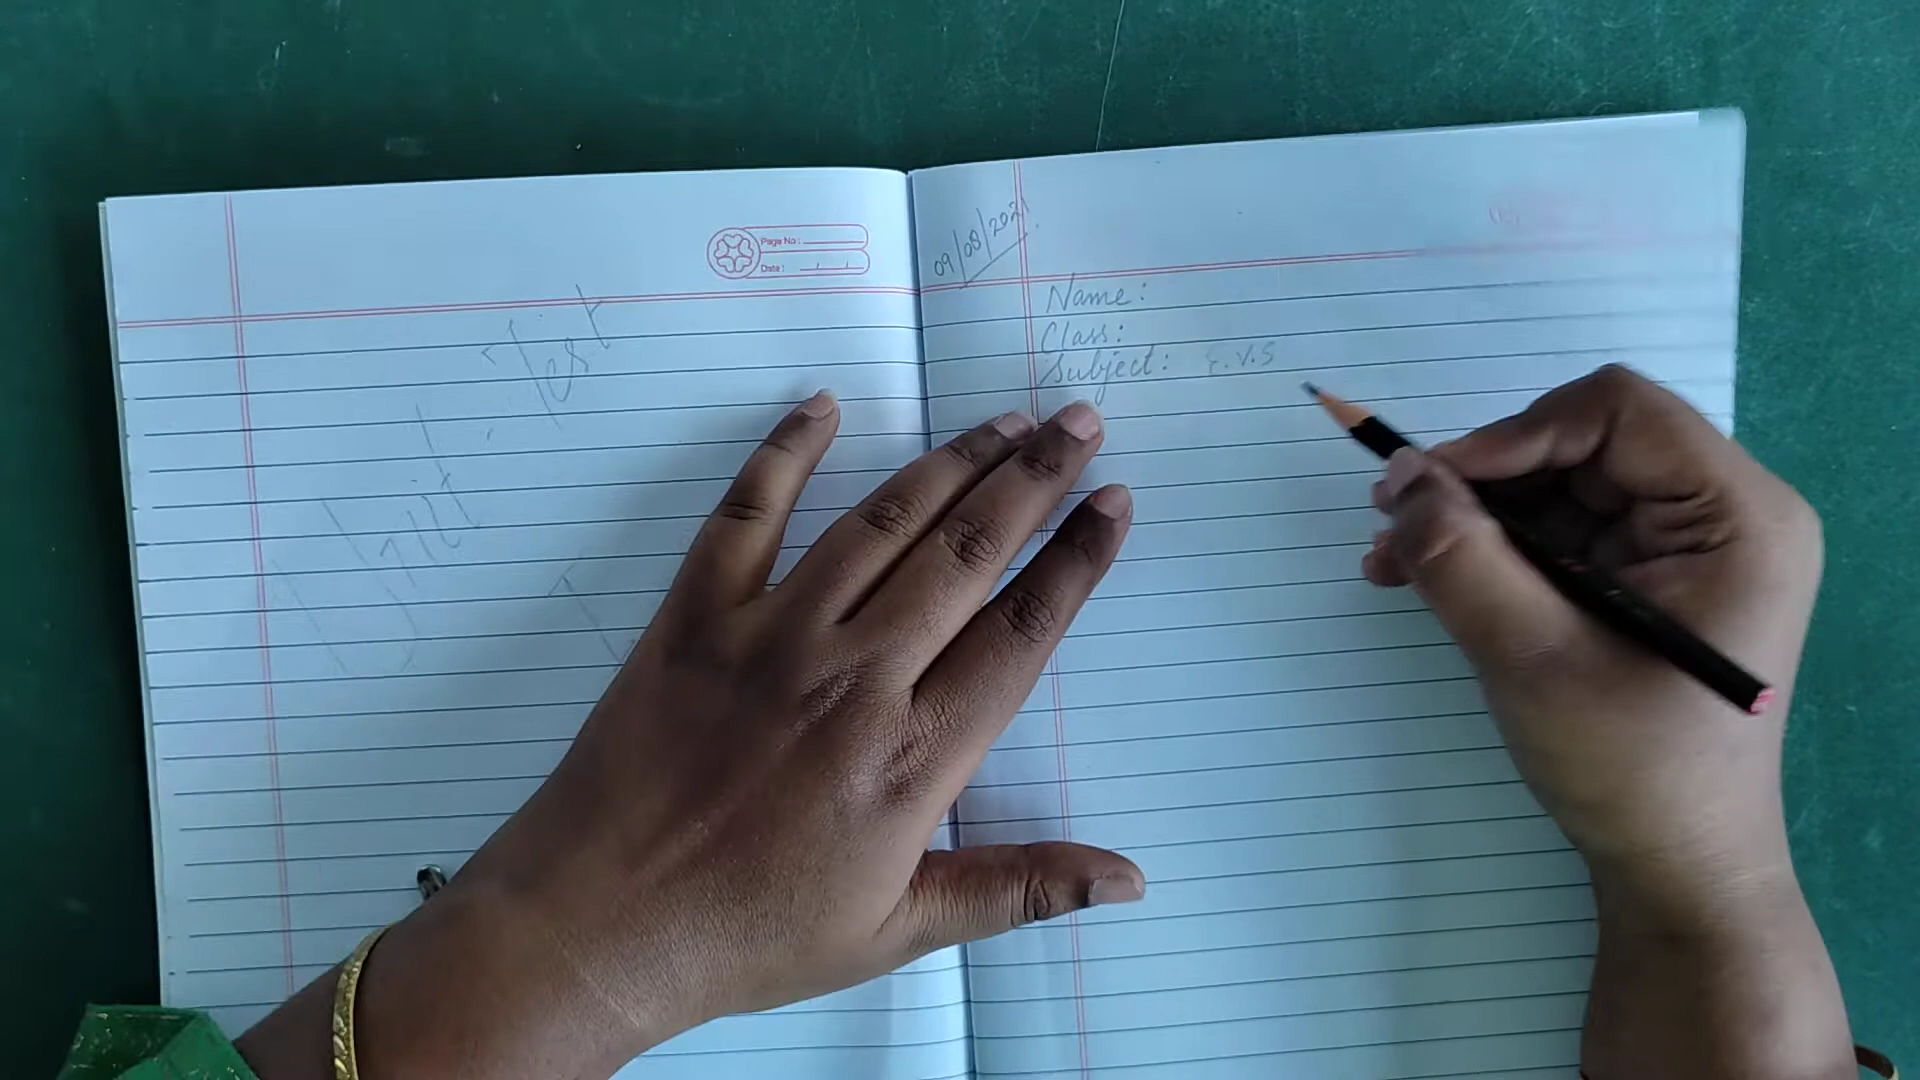 Unit-Test
I
Page No:
Date:
09/08/2021
Name:
Class:
Subject: E.V.S